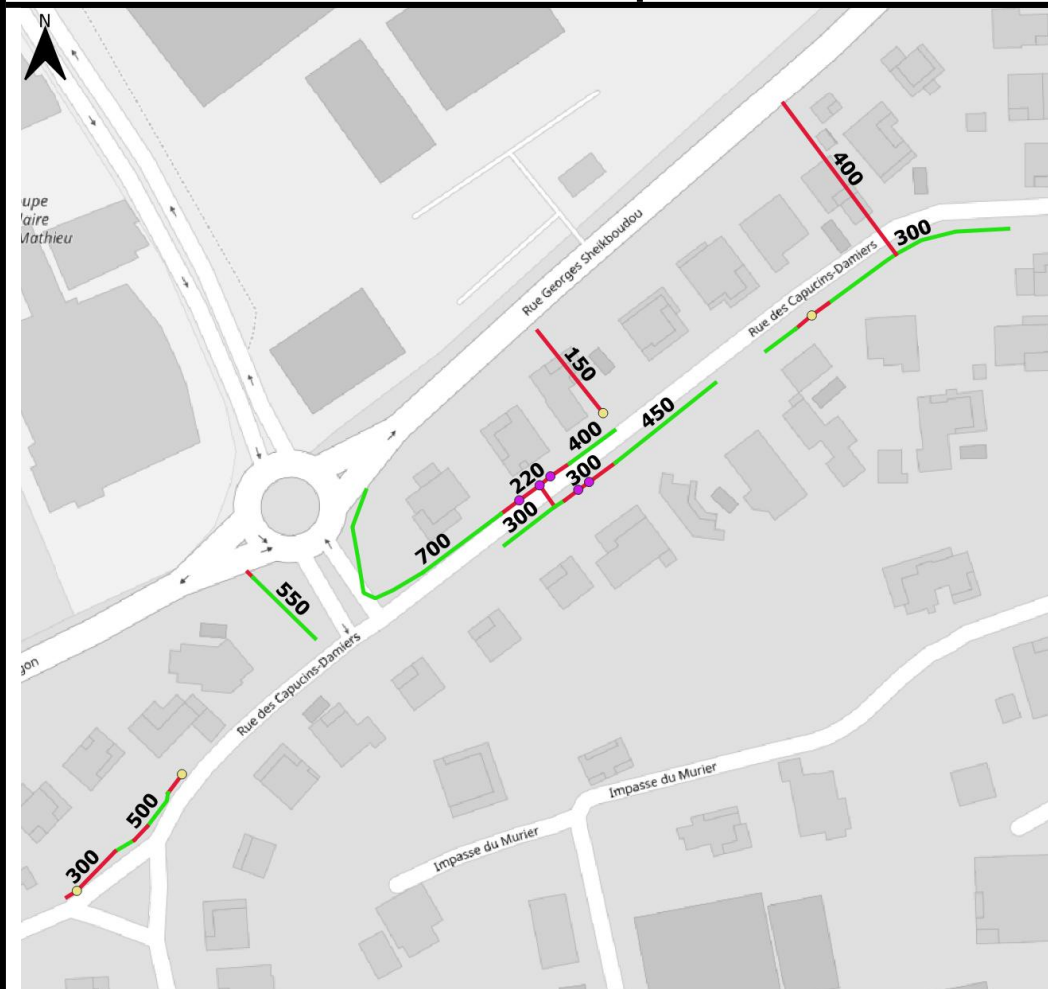 N
400
upe
laire
Mathieu
Rue Georges Sheikboudou
300
Rue des Capucins-Damiers
150
450
400
220
300
300
700
550
Rue des Capucins-Damiers
gon
Impasse du Murier
500
Impasse du Murier
300